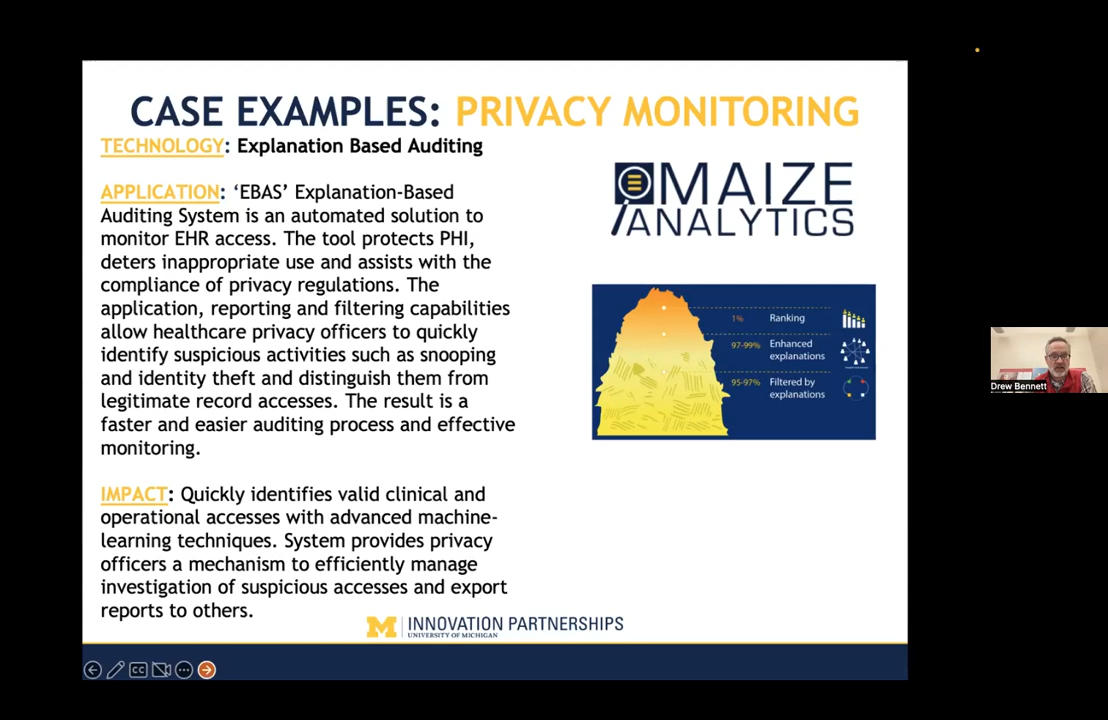 CASE EXAMPLES: PRIVACY MONITORING
TECHNOLOGY: Explanation Based Auditing
APPLICATION: ‘EBAS’ Explanation-Based
Auditing System is an automated solution to
monitor EHR access. The tool protects PHI,
deters inappropriate use and assists with the
compliance of privacy regulations. The
application, reporting and filtering capabilities
allow healthcare privacy officers to quickly
identify suspicious activities such as snooping
and identity theft and distinguish them from
legitimate record accesses. The result is a
faster and easier auditing process and effective
monitoring.
IMPACT: Quickly identifies valid clinical and
operational accesses with advanced machine-
learning techniques. System provides privacy
officers a mechanism to efficiently manage
investigation of suspicious accesses and export
reports to others.
MAIZE
ANALYTICS
1% Ranking
97-99% Enhanced
explanations
95-97% Filtered by
explanations
M INNOVATION PARTNERSHIPS
UNIVERSITY OF MICHIGAN
CC
Drew Bennett